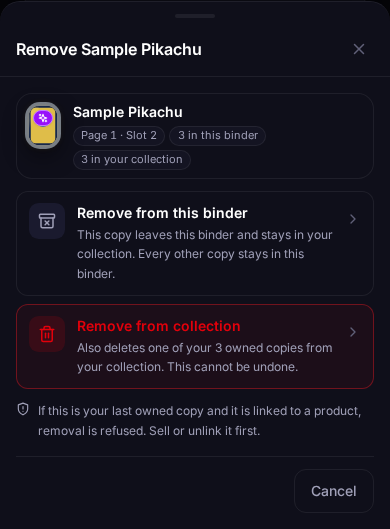 Remove Sample Pikachu
Sample Pikachu
Page 1 · Slot 2
3 in this binder
3 in your collection
Remove from this binder
This copy leaves this binder and stays in your
collection. Every other copy stays in this
binder.
Remove from collection
Also deletes one of your 3 owned copies from
your collection. This cannot be undone.
If this is your last owned copy and it is linked to a product,
removal is refused. Sell or unlink it first.
Cancel